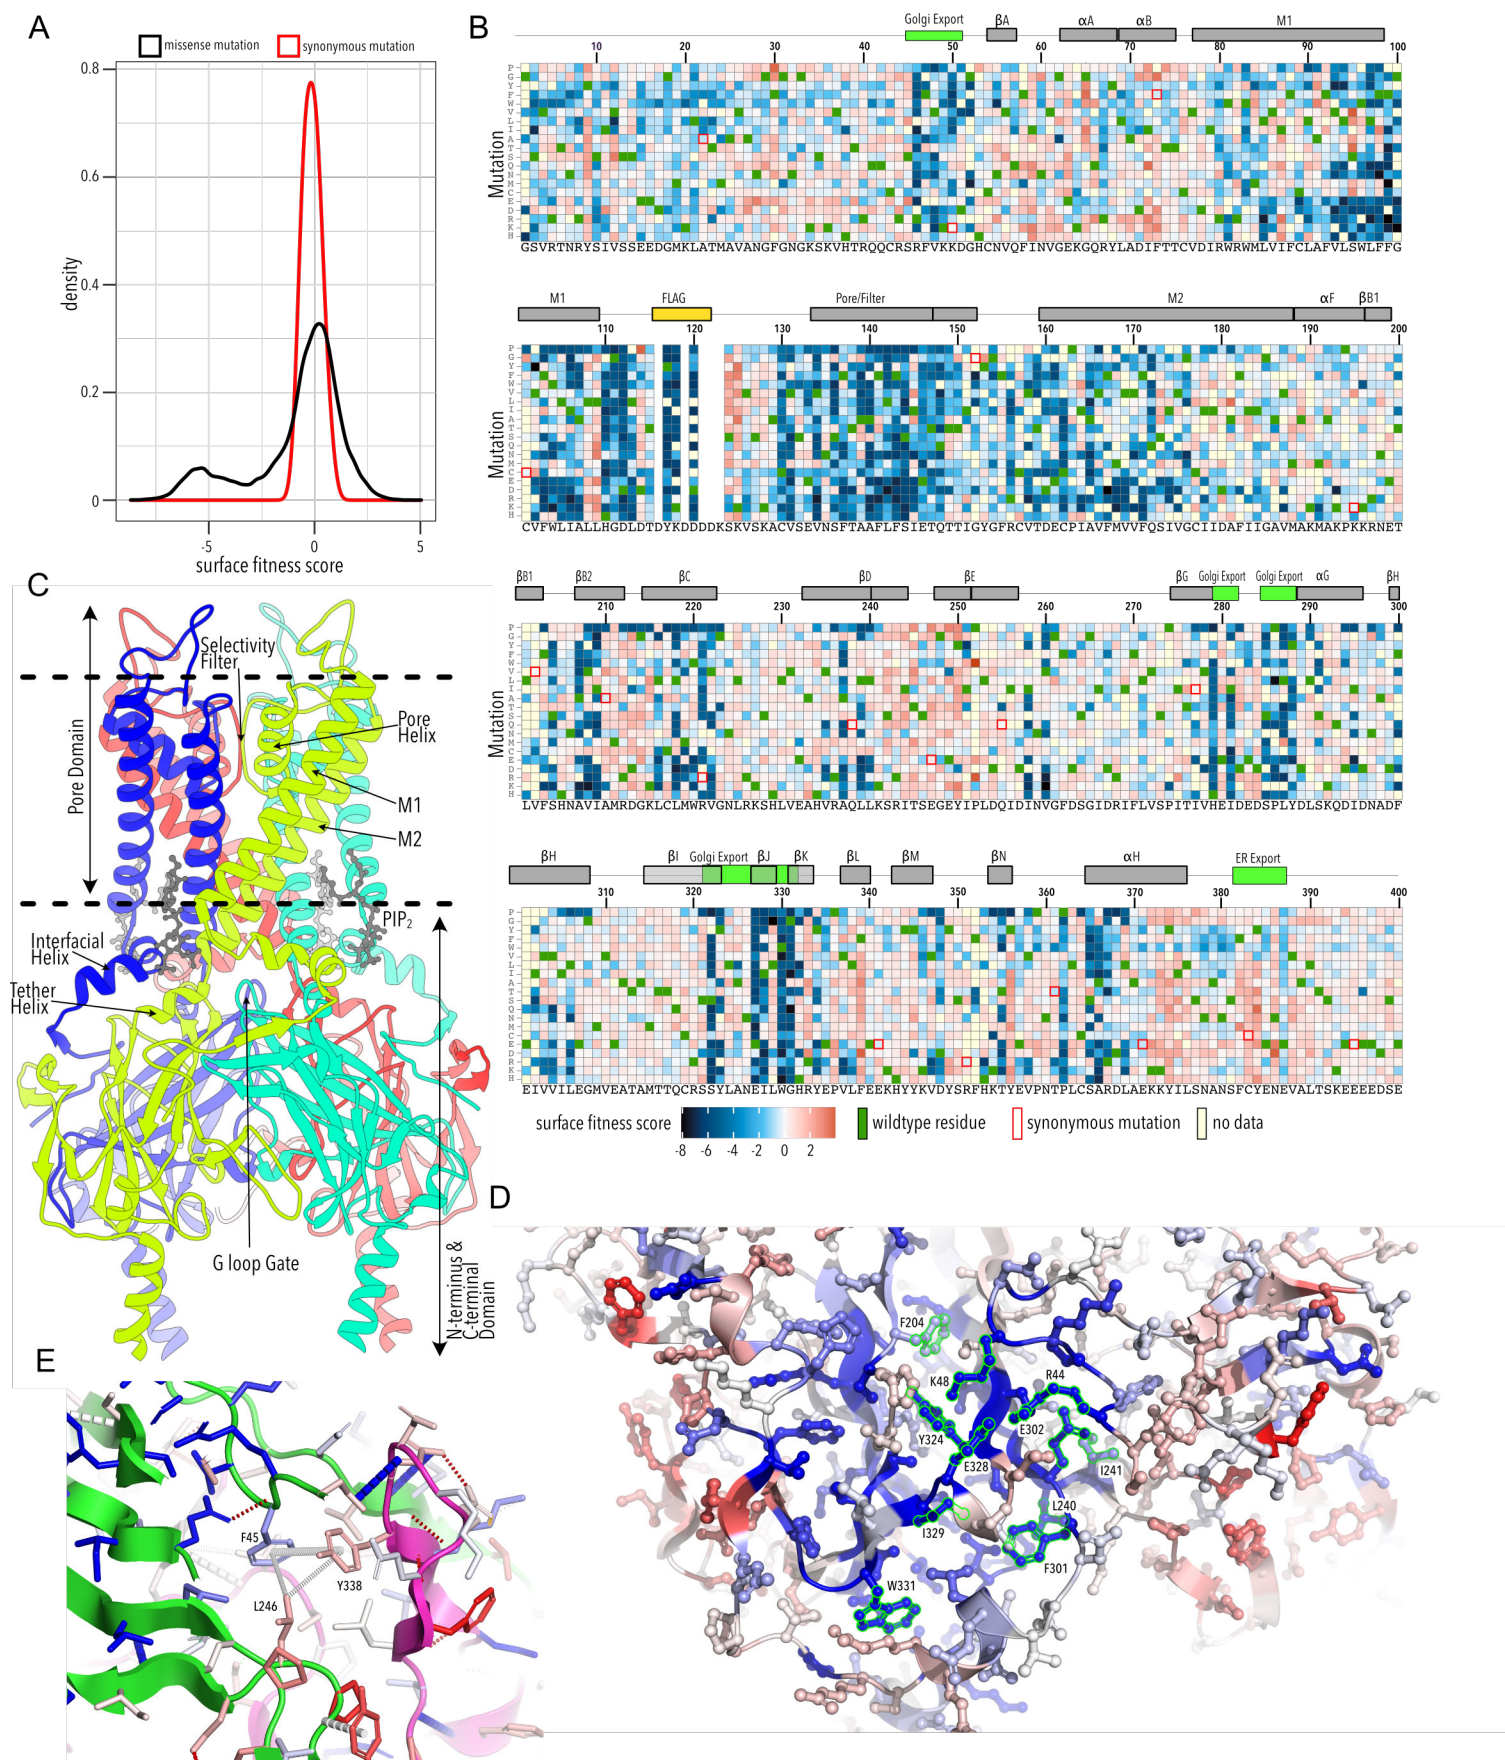 A
missense mutation
synonymous mutation
0.8
0.6
0.4
0.2
0
density
-5
0
5
surface fitness score
B
Golgi Export
βA
αA
αB
M1
10
20
30
40
50
60
70
80
90
100
Mutation
P
G
Y
F
W
V
L
I
A
T
S
Q
N
M
C
E
D
R
K
H
GSVRTNRYSIVSSEEDGMKLATMAVANGFGNGKSKVHTRQQCRSRFVKKDGHCNVQFINVGEKGQRYLADIFTTCVDIRWRWMLVIFCLAFVLSWLFFG
M1
FLAG
Pore/Filter
M2
αF
βB1
110
120
130
140
150
160
170
180
190
200
Mutation
P
G
Y
F
W
V
L
I
A
T
S
Q
N
M
C
E
D
R
K
H
CVFWLIALLHGDLDTDYKDDDDKSKVSKACVSEVNSFTAAFLFSIETQTTIGYGFRCVTDECPIAVFMVVFQSIVGCIIDAFIIGAVMAKMAKPKKRNET
βB1
βB2
βC
βD
βE
βG
Golgi Export
Golgi Export
αG
βH
210
220
230
240
250
260
270
280
290
300
Mutation
P
G
Y
F
W
V
L
I
A
T
S
Q
N
M
C
E
D
R
K
H
LVFSHNAVIAMRDGKLCLMWRVGNLRKSHLVEAHVRAQLLKSRITSEGEYIPLDQIDINVGFDSGIDRIFLVSPITIVHEIDEDSPLYDLSKQDIDNADF
βH
βI
Golgi Export
βJ
βK
βL
βM
βN
αH
ER Export
310
320
330
340
350
360
370
380
390
400
P
G
Y
F
W
V
L
I
A
T
S
Q
N
M
C
E
D
R
K
H
EIVVILEGMVEATAMTTQCRSSYLANEILWGHRYEPVLFEEKHYYKVDYSRFHKTYEVPNTPLCSARDLAEKKYILSNANSFCYENEVALTSKEEEEDSE
surface fitness score
-8
-6
-4
-2
0
2
wildtype residue
synonymous mutation
no data
C
Selectivity
Filter
Pore Domain
Pore
Helix
M1
M2
PIP2
Interfacial
Helix
Tether
Helix
G loop Gate
N-terminus &
C-terminal
Domain
D
F204
K48
R44
Y324
E302
E328
I241
L240
I329
F301
W331
E
F45
Y338
L246